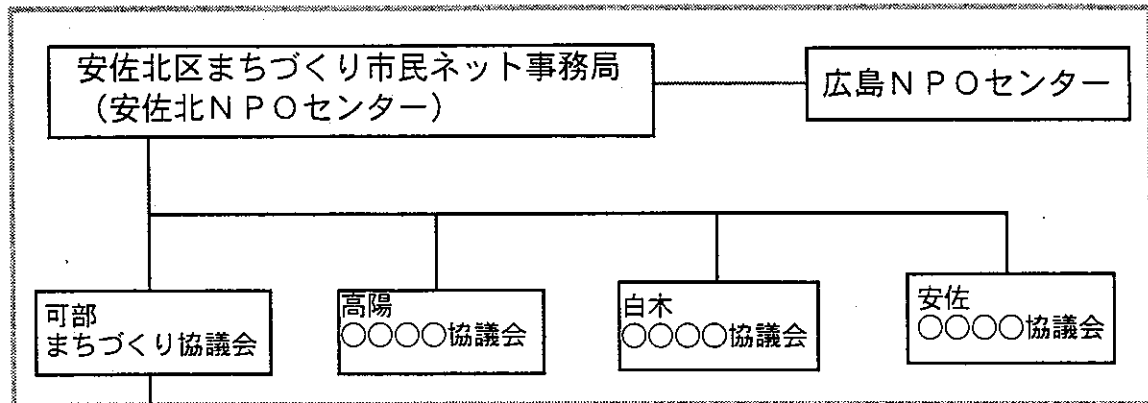 安佐北区まちづくり市民ネット事務局
(安佐北NPOセンター)
広島NPOセンター
可部
まちづくり協議会
高陽
○○○○協議会
白木
○○○○協議会
安佐
○○○○協議会